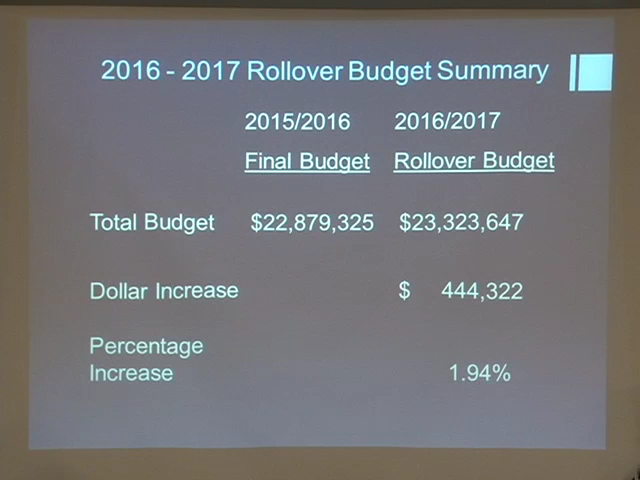 2016 - 2017 Rollover Budget Summary
2015/2016 2016/2017
Final Budget Rollover Budget
Total Budget $22,879,325 $23,323,647
Dollar Increase $ 444,322
Percentage
Increase 1.94%